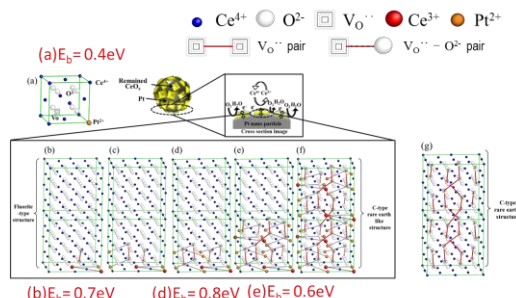 Ce4+ O2- VO·· Ce3+ Pt2+
VO·· pair VO·· – O2- pair
(a)Eb= 0.4eV
(a)
Ce4+
O2-
Pt2+
Remained
CeO2
Pt
Pt nano particle
Cross section image
(b) (c) (d) (e) (f) (g)
Fluorite
-type
structure
C-type
rare earth
like structure
C-type
rare earth
structure
(b)Eb= 0.7eV (d)Eb= 0.8eV (e)Eb= 0.6eV